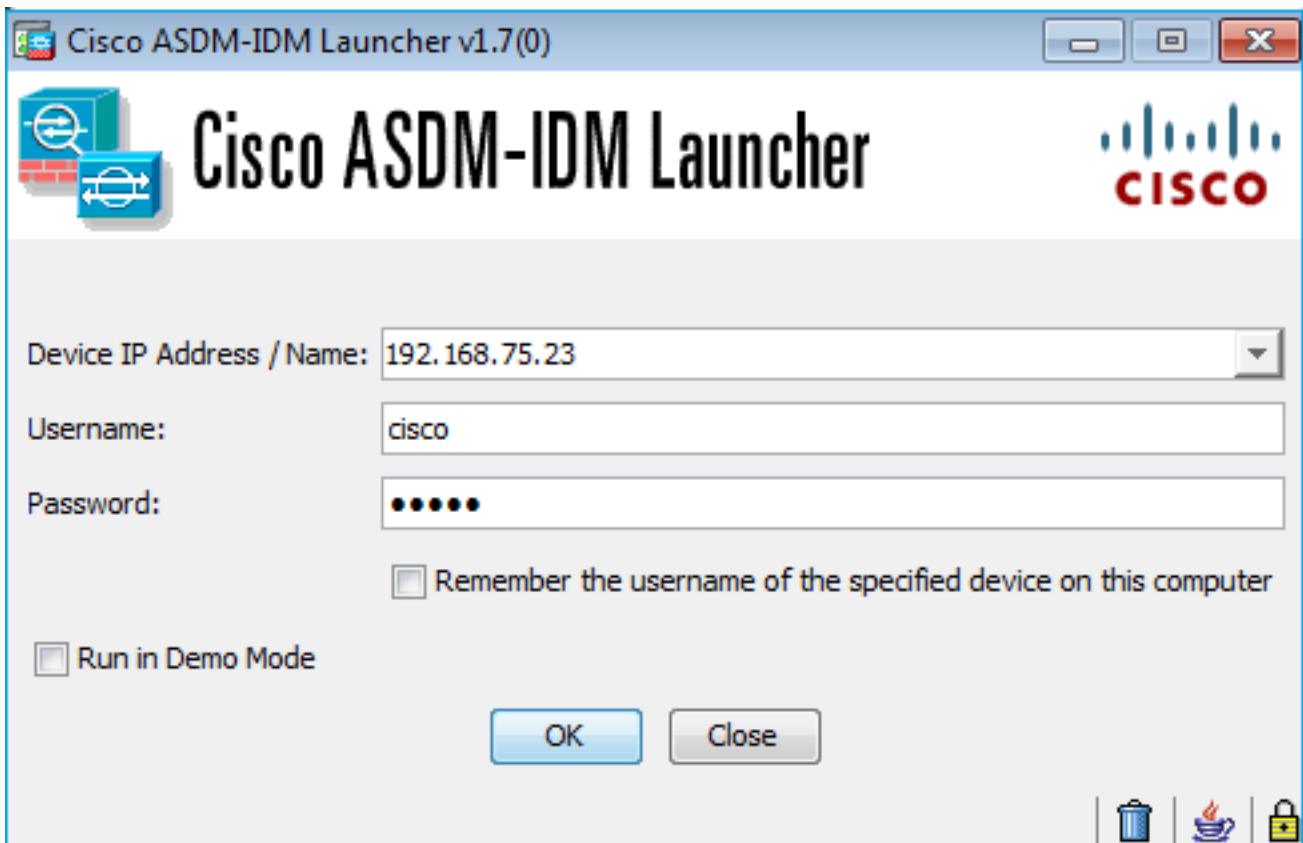 Cisco ASDM-IDM Launcher v1.7(0)
Cisco ASDM-IDM Launcher
CISCO
Device IP Address / Name: 192.168.75.23
Username: cisco
Password: •••••
Remember the username of the specified device on this computer
Run in Demo Mode
OK Close